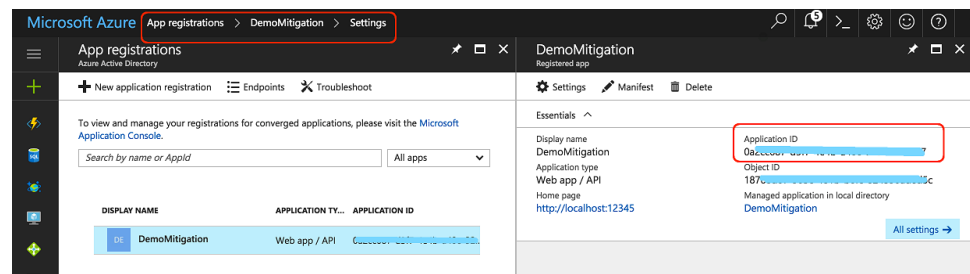 Microsoft Azure App registrations > DemoMitigation > Settings
5
App registrations
Azure Active Directory
New application registration Endpoints Troubleshoot
To view and manage your registrations for converged applications, please visit the Microsoft
Application Console.
Search by name or AppId All apps
DISPLAY NAME APPLICATION TY... APPLICATION ID
DE DemoMitigation Web app / API
DemoMitigation
Registered app
Settings Manifest Delete
Essentials
Display name
DemoMitigation
Application type
Web app / API
Home page
http://localhost:12345
Application ID
Object ID
Managed application in local directory
DemoMitigation
All settings →